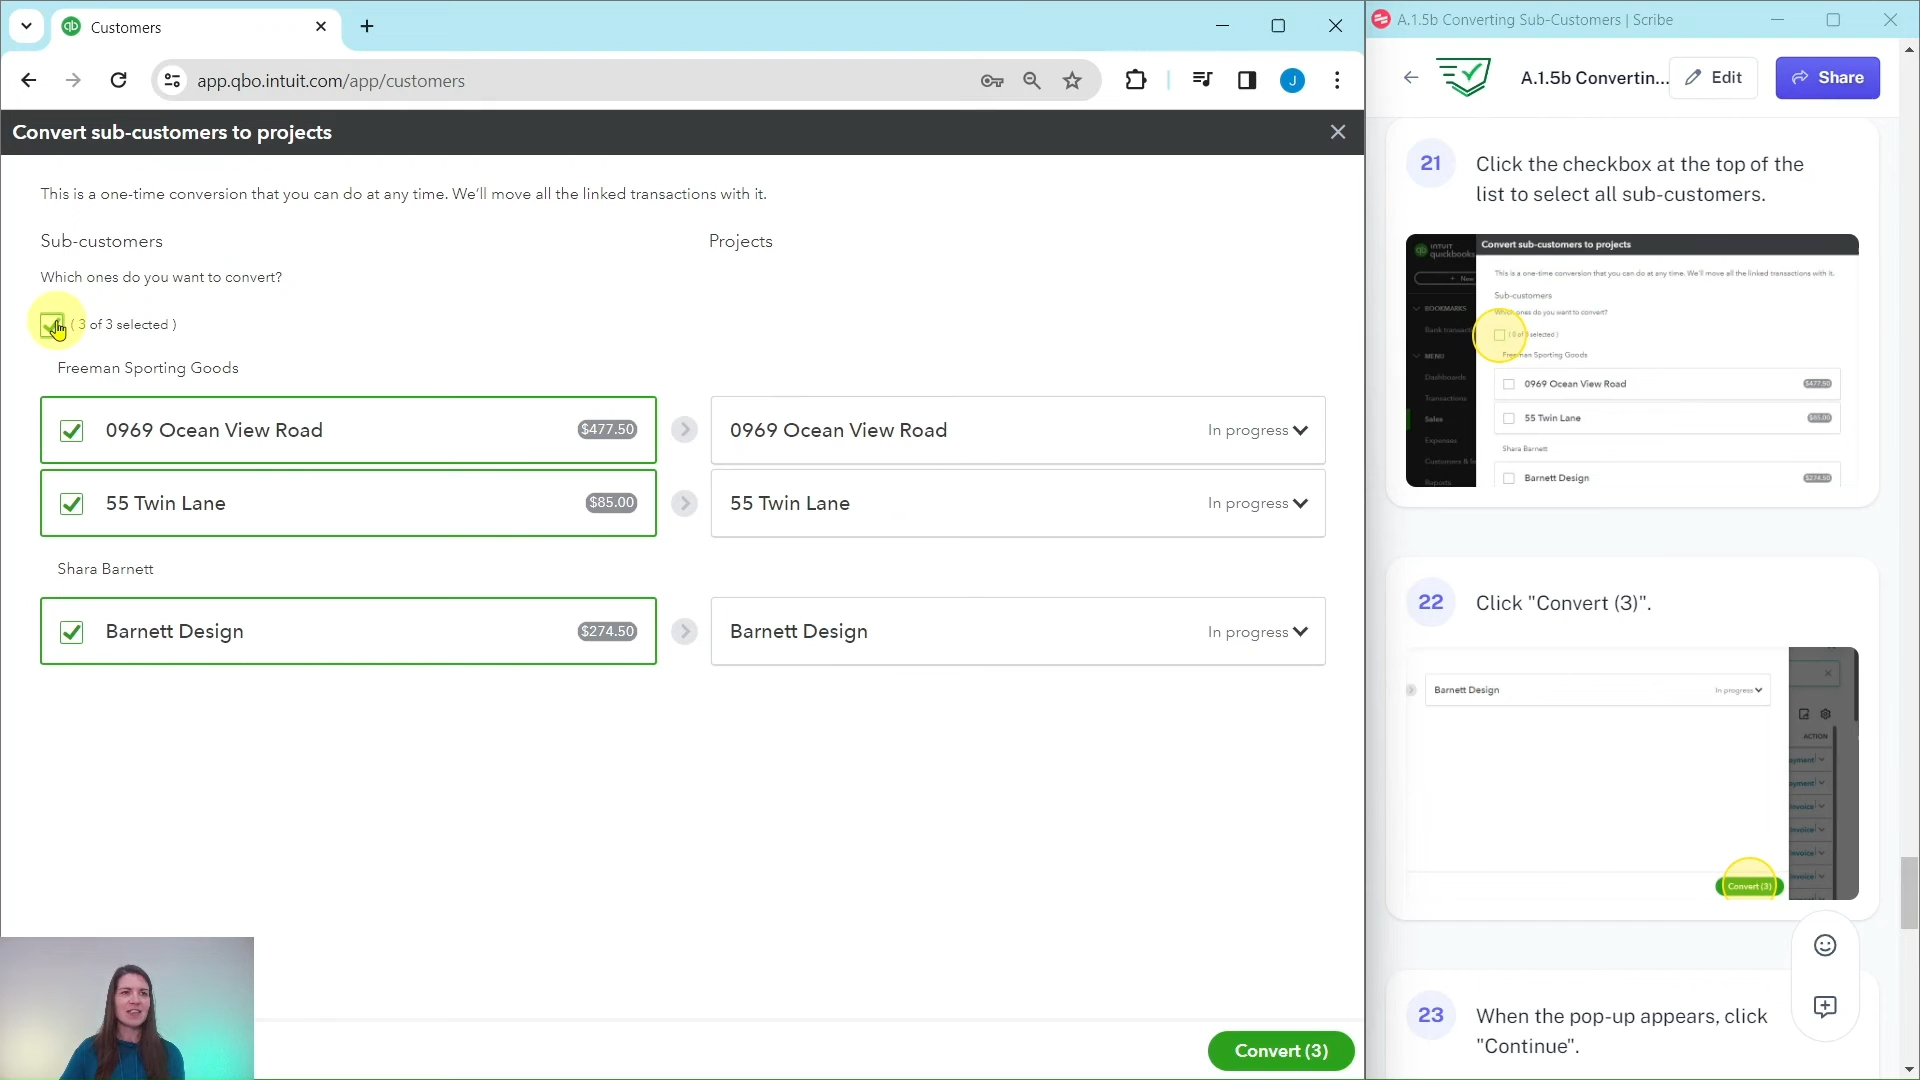 Customers
app.qbo.intuit.com/app/customers
J
Convert sub-customers to projects
This is a one-time conversion that you can do at any time. We'll move all the linked transactions with it.
Sub-customers
Projects
Which ones do you want to convert?
( 3 of 3 selected )
Freeman Sporting Goods
0969 Ocean View Road $477.50
0969 Ocean View Road In progress
55 Twin Lane $85.00
55 Twin Lane In progress
Shara Barnett
Barnett Design $274.50
Barnett Design In progress
Convert (3)
A.1.5b Converting Sub-Customers | Scribe
A.1.5b Convertin...
Edit
Share
21
Click the checkbox at the top of the
list to select all sub-customers.
INTUIT
quickbooks
Convert sub-customers to projects
This is a one-time conversion that you can do at any time. We'll move all the linked transactions with it.
Sub-customers
Which ones do you want to convert?
BOOKMARKS
MENU
Dashboards
Transactions
Sales
Expenses
Reports
Freeman Sporting Goods
0969 Ocean View Road $477.50
55 Twin Lane $85.00
Shara Barnett
Barnett Design $274.50
22
Click "Convert (3)".
Barnett Design In progress
ACTION
Convert (3)
23
When the pop-up appears, click
"Continue".